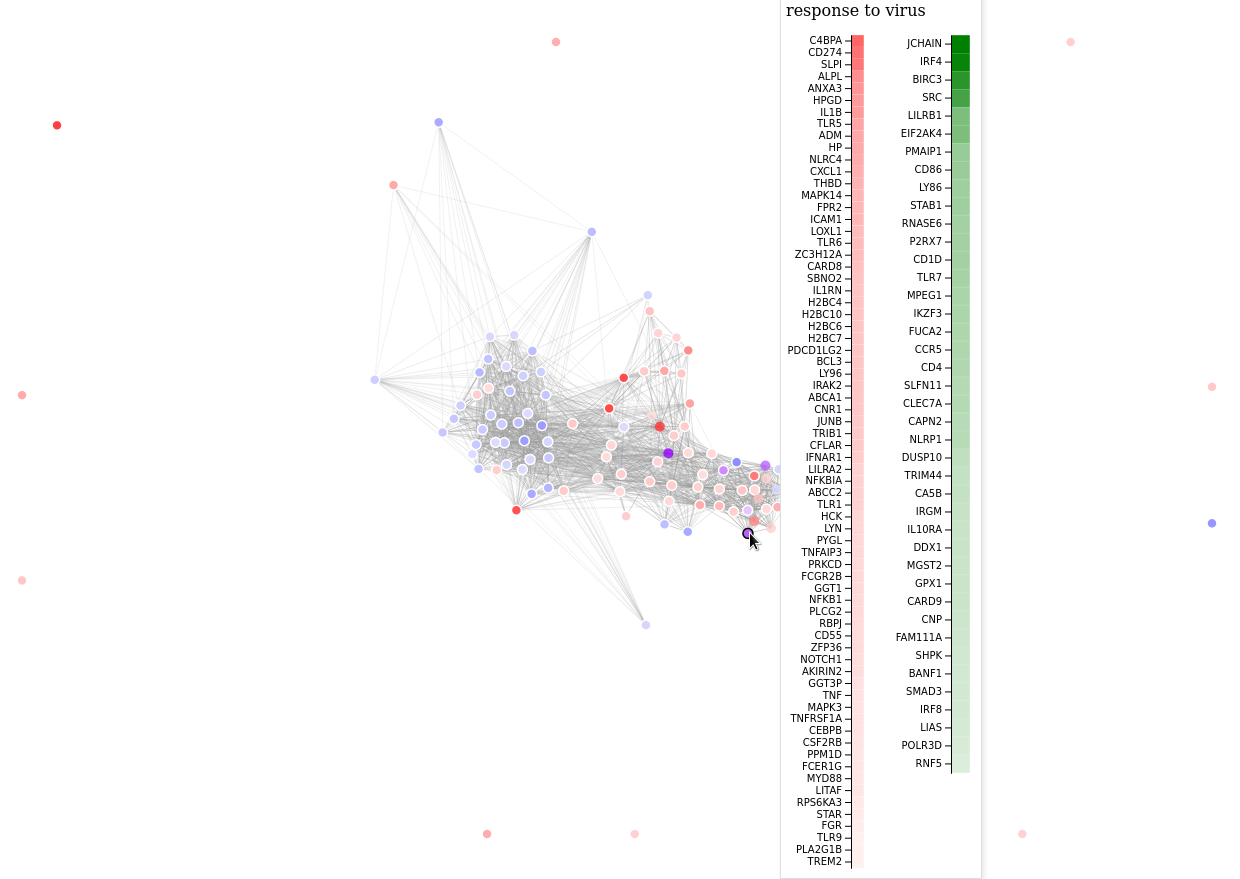 response to virus
C4BPA
CD274
SLPI
ALPL
ANXA3
HPGD
IL1B
TLR5
ADM
HP
NLRC4
CXCL1
THBD
MAPK14
FPR2
ICAM1
LOXL1
TLR6
ZC3H12A
CARD8
SBNO2
IL1RN
H2BC4
H2BC10
H2BC6
H2BC7
PDCD1LG2
BCL3
LY96
IRAK2
ABCA1
CNR1
JUNB
TRIB1
CFLAR
IFNAR1
LILRA2
NFKBIA
ABCC2
TLR1
HCK
LYN
PYGL
TNFAIP3
PRKCD
FCGR2B
GGT1
NFKB1
PLCG2
RBPJ
CD55
ZFP36
NOTCH1
AKIRIN2
GGT3P
TNF
MAPK3
TNFRSF1A
CEBPB
CSF2RB
PPM1D
FCER1G
MYD88
LITAF
RPS6KA3
STAR
FGR
TLR9
PLA2G1B
TREM2
JCHAIN
IRF4
BIRC3
SRC
LILRB1
EIF2AK4
PMAIP1
CD86
LY86
STAB1
RNASE6
P2RX7
CD1D
TLR7
MPEG1
IKZF3
FUCA2
CCR5
CD4
SLFN11
CLEC7A
CAPN2
NLRP1
DUSP10
TRIM44
CA5B
IRGM
IL10RA
DDX1
MGST2
GPX1
CARD9
CNP
FAM111A
SHPK
BANF1
SMAD3
IRF8
LIAS
POLR3D
RNF5